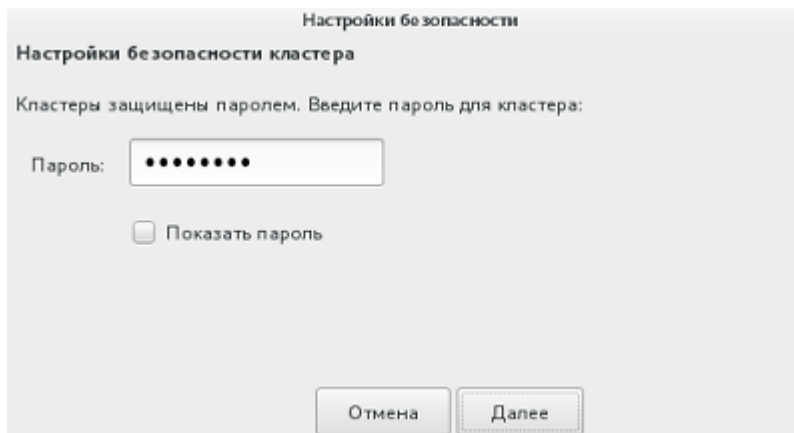 Настройки безопасности
Настройки безопасности кластера
Кластеры защищены паролем. Введите пароль для кластера:
Пароль: ••••••••
Показать пароль
Отмена Далее